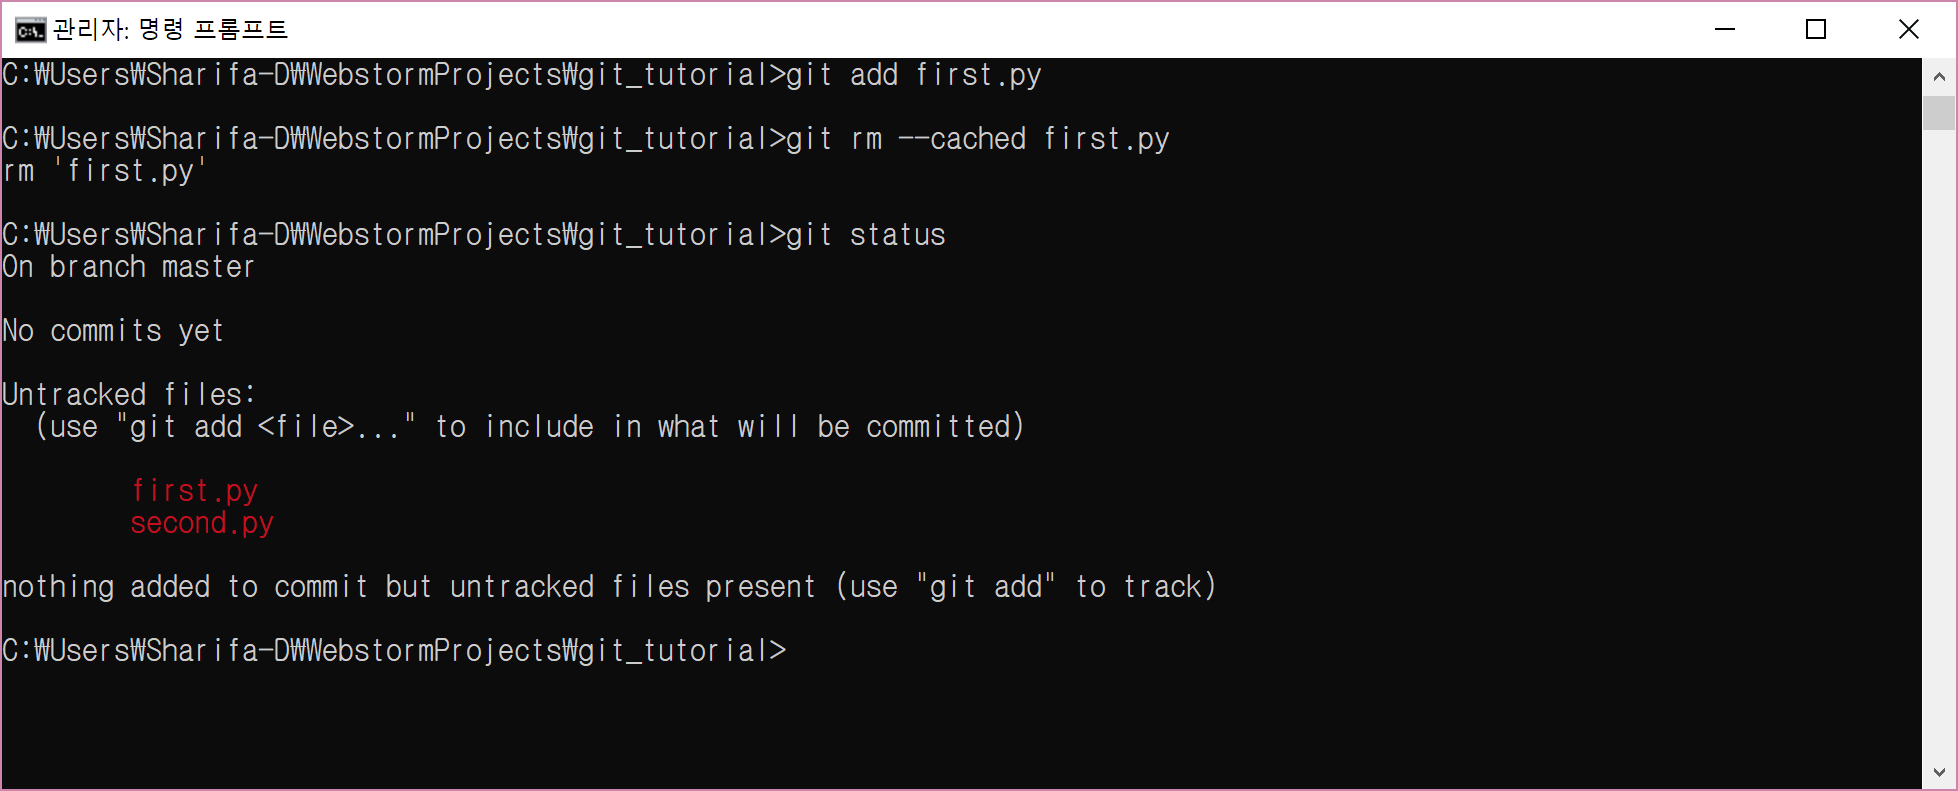 관리자: 명령 프롬프트
C:₩Users₩Sharifa-D₩WebstormProjects₩git_tutorial>git add first.py
C:₩Users₩Sharifa-D₩WebstormProjects₩git_tutorial>git rm --cached first.py
rm 'first.py'
C:₩Users₩Sharifa-D₩WebstormProjects₩git_tutorial>git status
On branch master
No commits yet
Untracked files:
  (use "git add <file>..." to include in what will be committed)
        first.py
        second.py
nothing added to commit but untracked files present (use "git add" to track)
C:₩Users₩Sharifa-D₩WebstormProjects₩git_tutorial>